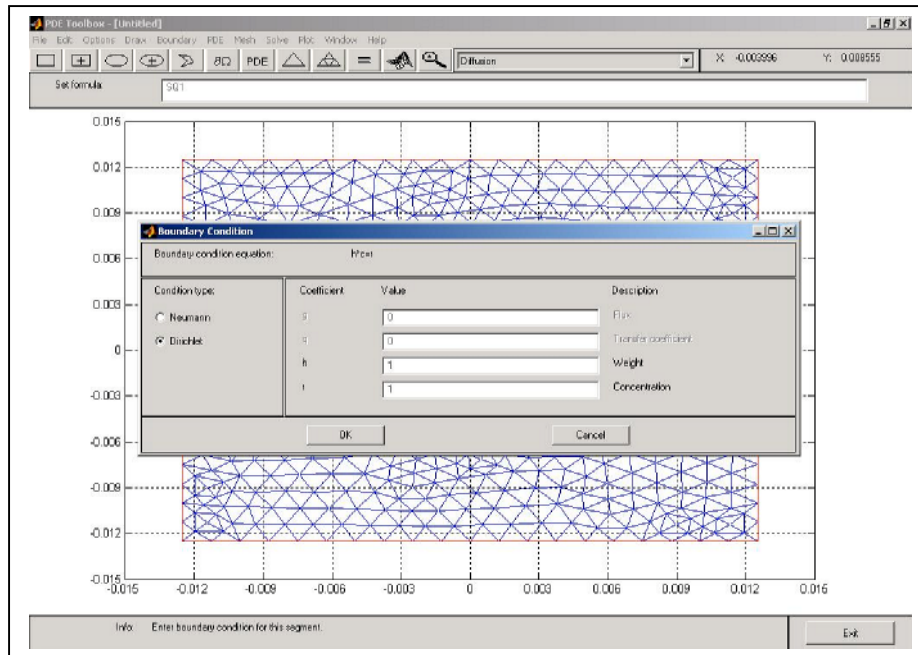 PDE Toolbox - [Untitled]
File Edit Options Draw Boundary PDE Mesh Solve Plot Window Help
∂Ω PDE = Diffusion X: -0.003996 Y: 0.008555
Set formula: SQ1
0.015
0.012
0.009
0.006
0.003
0
-0.003
-0.006
-0.009
-0.012
-0.015
-0.015 -0.012 -0.009 -0.006 -0.003 0 0.003 0.006 0.009 0.012 0.015
Boundary Condition
Boundary condition equation: h*c=r
Condition type: Coefficient Value Description
Neumann g 0 Flux
Dirichlet q 0 Transfer coefficient
h 1 Weight
r 1 Concentration
OK Cancel
Info: Enter boundary condition for this segment. Exit